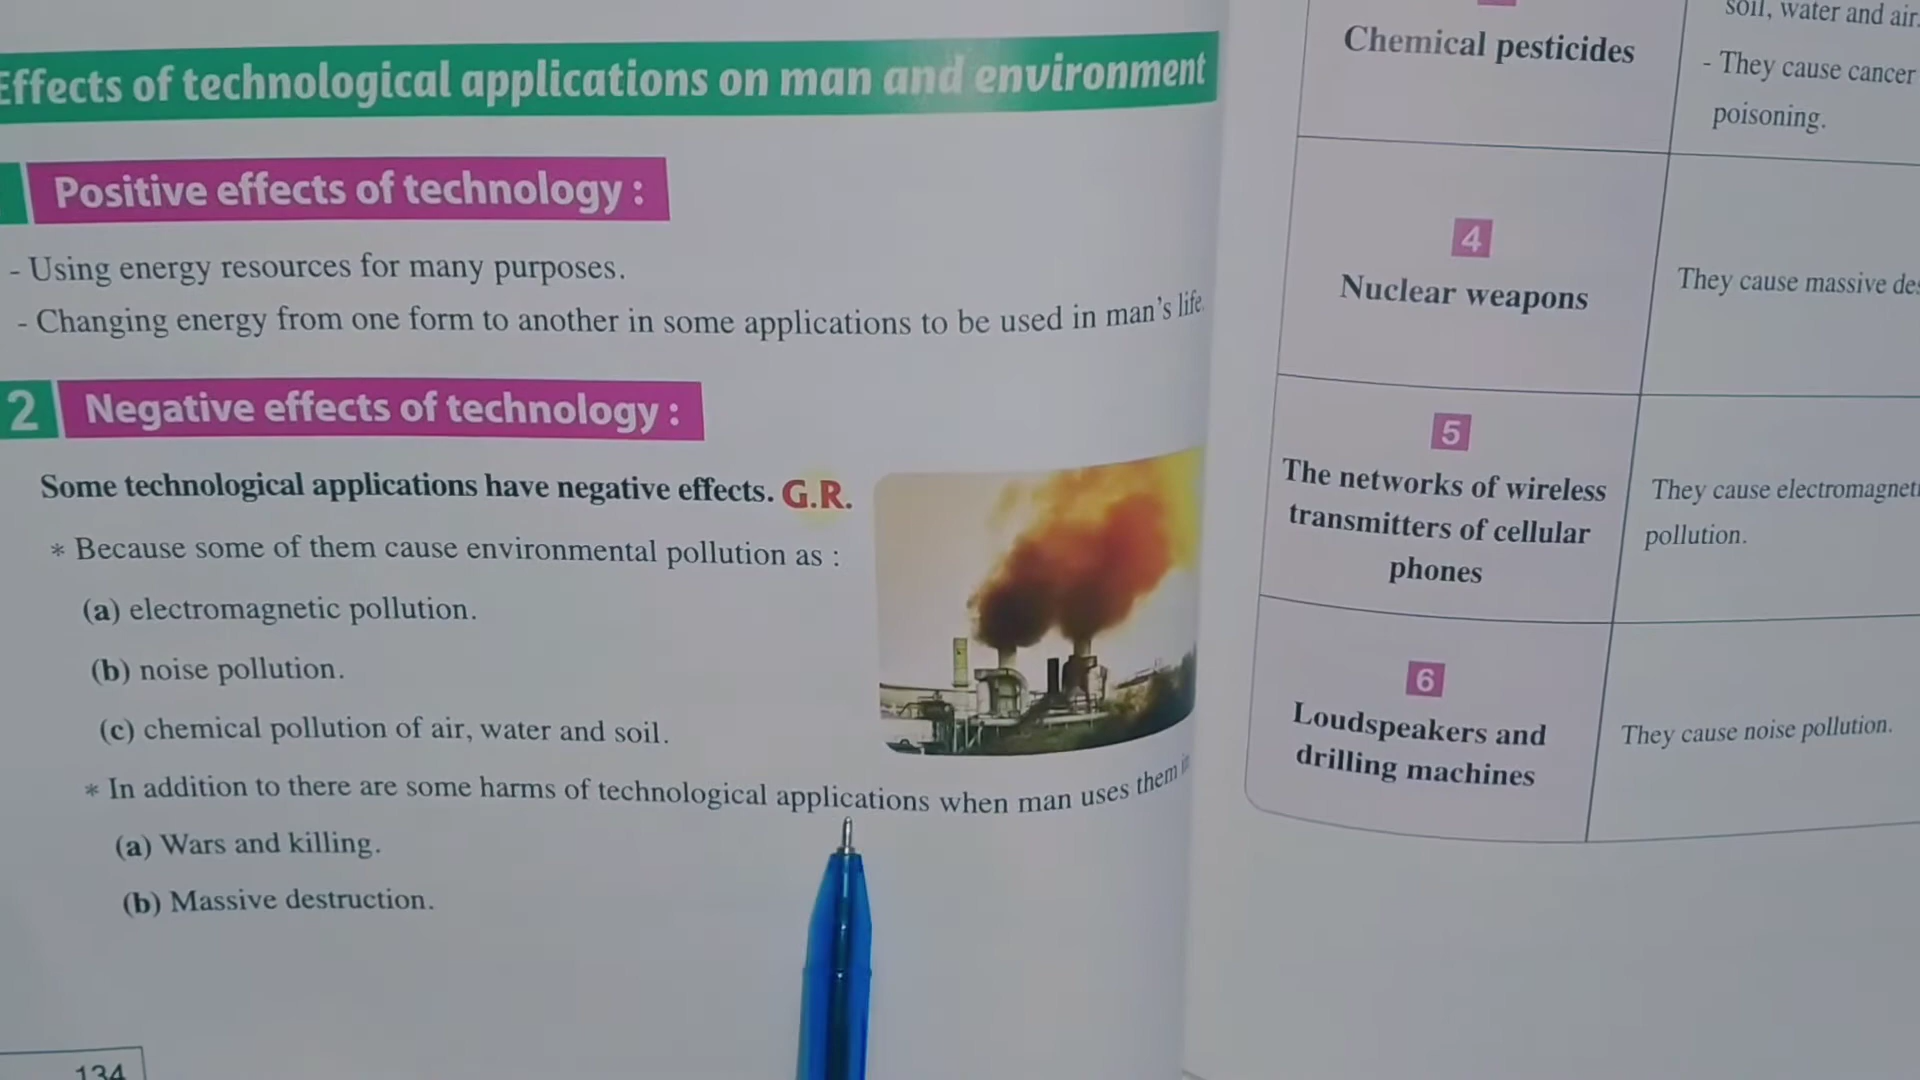 Effects of technological applications on man and environment
Positive effects of technology :
- Using energy resources for many purposes.
- Changing energy from one form to another in some applications to be used in man's life.
2 Negative effects of technology :
Some technological applications have negative effects. G.R.
* Because some of them cause environmental pollution as :
(a) electromagnetic pollution.
(b) noise pollution.
(c) chemical pollution of air, water and soil.
* In addition to there are some harms of technological applications when man uses them in
(a) Wars and killing.
(b) Massive destruction.
134
Chemical pesticides
soil, water and air.
- They cause cancer
poisoning.
4
Nuclear weapons
They cause massive
5
The networks of wireless
transmitters of cellular
phones
They cause
pollution.
6
Loudspeakers and
drilling machines
They cause noise pollution.